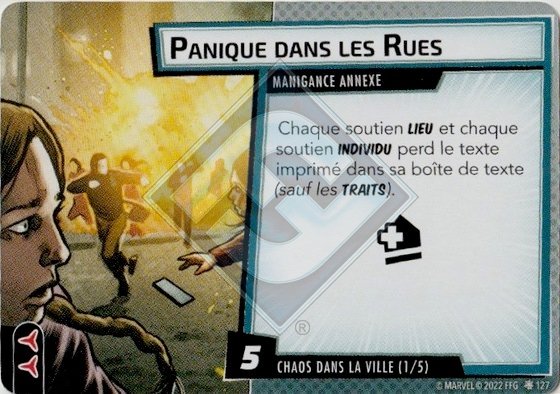 PANIQUE DANS LES RUES
MANIGANCE ANNEXE
Chaque soutien LIEU et chaque
soutien INDIVIDU perd le texte
imprimé dans sa boîte de texte
(sauf les TRAITS).
®
5
CHAOS DANS LA VILLE (1/5)
© MARVEL © 2022 FFG 127